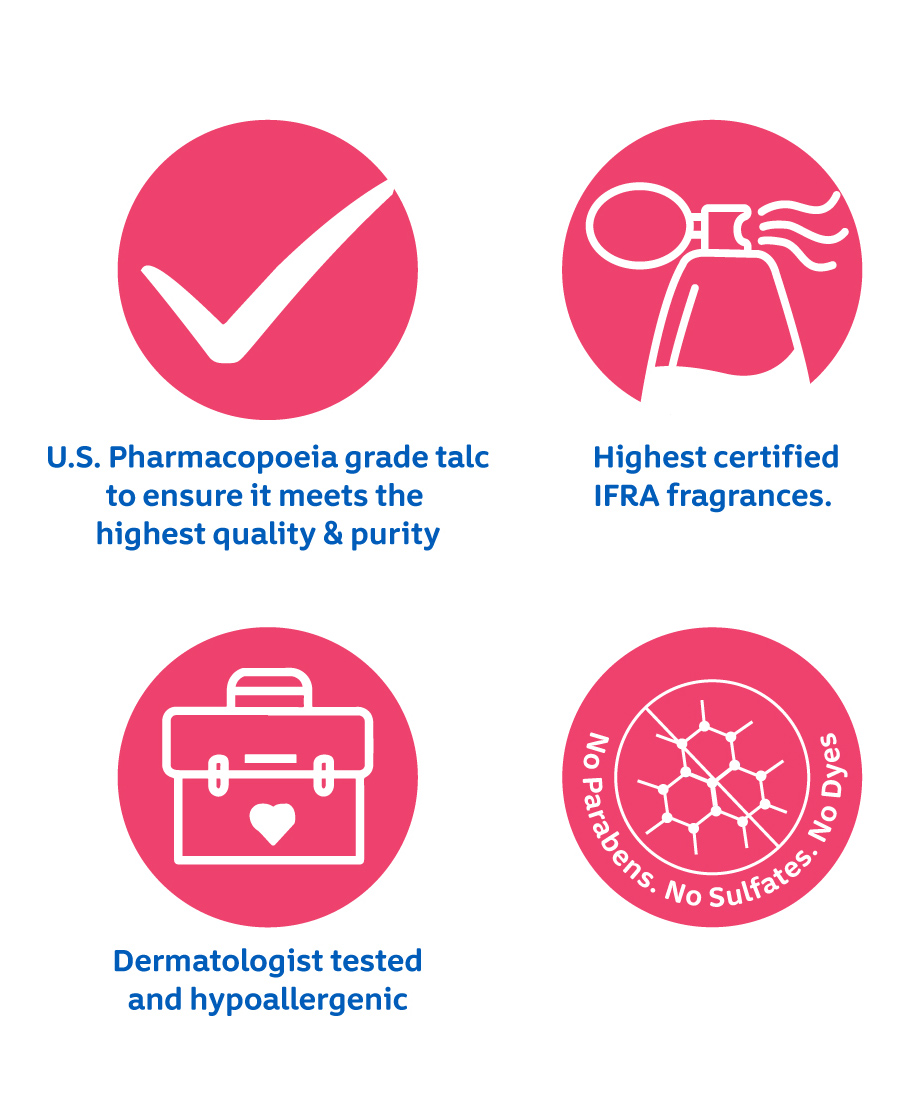 U.S. Pharmacopoeia grade talc
to ensure it meets the
highest quality & purity
Highest certified
IFRA fragrances.
Dermatologist tested
and hypoallergenic
No Parabens. No Sulfates. No Dyes